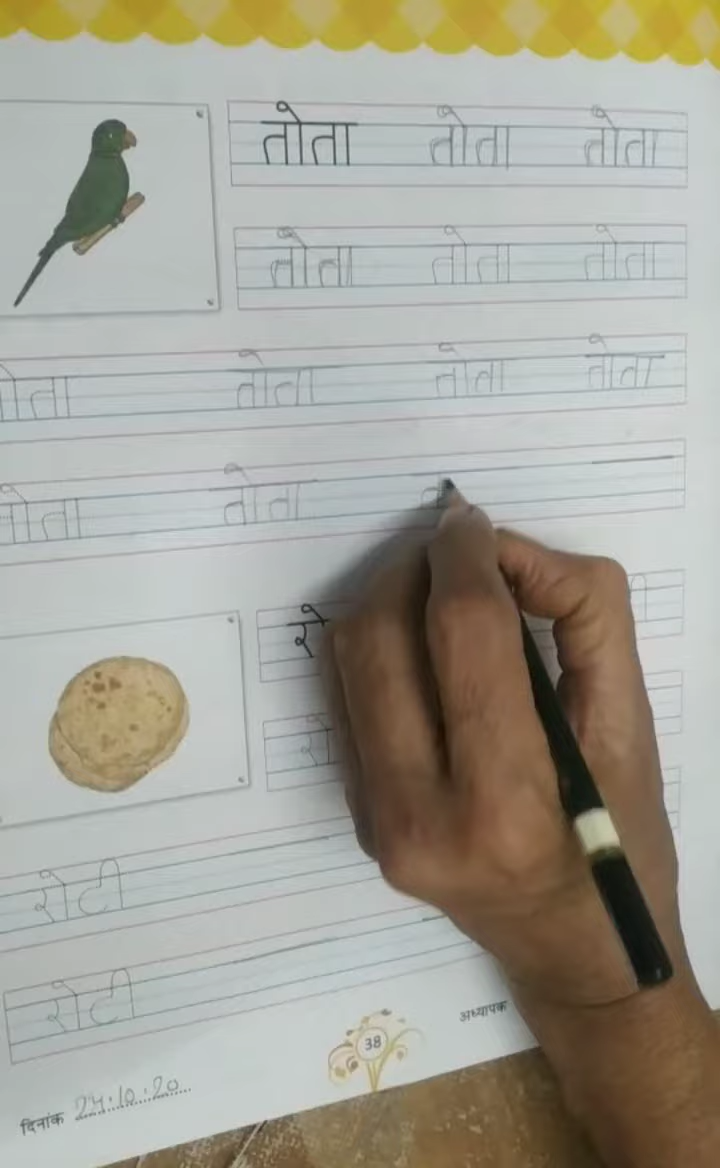 तोता तोता तोता
तोता तोता तोता
तोता तोता तोता तोता
तोता तोता
रोटी
रोटी
38
अध्यापक
दिनांक 24:10:20